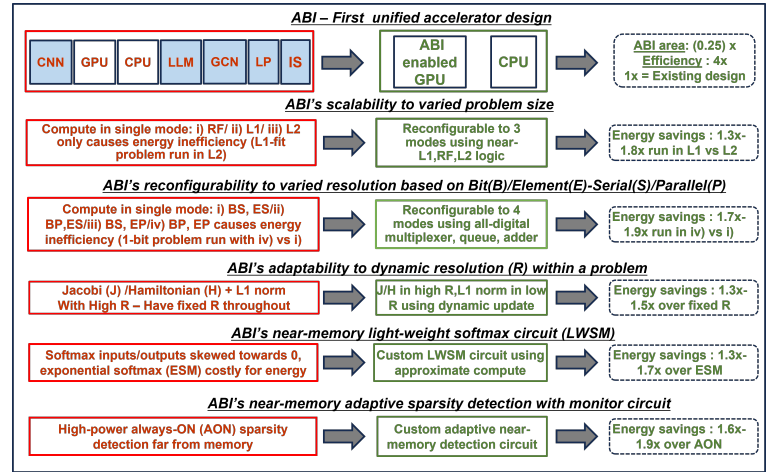 ABI – First unified accelerator design
CNN GPU CPU LLM GCN LP IS
ABI
enabled
GPU
CPU
ABI area: (0.25) x
Efficiency : 4x
1x = Existing design
ABI's scalability to varied problem size
Compute in single mode: i) RF/ ii) L1/ iii) L2
only causes energy inefficiency (L1-fit
problem run in L2)
Reconfigurable to 3
modes using near-
L1,RF,L2 logic
Energy savings : 1.3x-
1.8x run in L1 vs L2
ABI's reconfigurability to varied resolution based on Bit(B)/Element(E)-Serial(S)/Parallel(P)
Compute in single mode: i) BS, ES/ii)
BP,ES/iii) BS, EP/iv) BP, EP causes energy
inefficiency (1-bit problem run with iv) vs i)
Reconfigurable to 4
modes using all-digital
multiplexer, queue, adder
Energy savings : 1.7x-
1.9x run in iv) vs i)
ABI's adaptability to dynamic resolution (R) within a problem
Jacobi (J) /Hamiltonian (H) + L1 norm
With High R – Have fixed R throughout
J/H in high R,L1 norm in low
R using dynamic update
Energy savings : 1.3x-
1.5x over fixed R
ABI's near-memory light-weight softmax circuit (LWSM)
Softmax inputs/outputs skewed towards 0,
exponential softmax (ESM) costly for energy
Custom LWSM circuit using
approximate compute
Energy savings : 1.3x-
1.7x over ESM
ABI's near-memory adaptive sparsity detection with monitor circuit
High-power always-ON (AON) sparsity
detection far from memory
Custom adaptive near-
memory detection circuit
Energy savings : 1.6x-
1.9x over AON